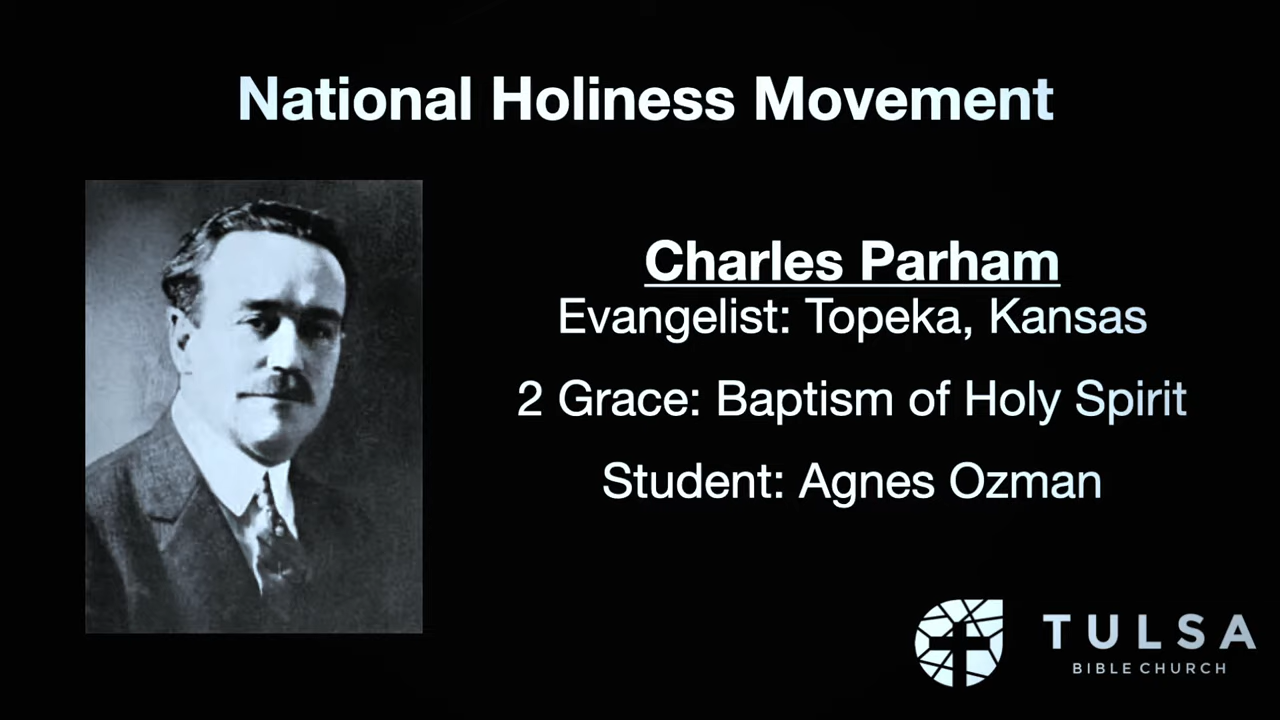 National Holiness Movement
Charles Parham
Evangelist: Topeka, Kansas
2 Grace: Baptism of Holy Spirit
Student: Agnes Ozman
TULSA
BIBLE CHURCH